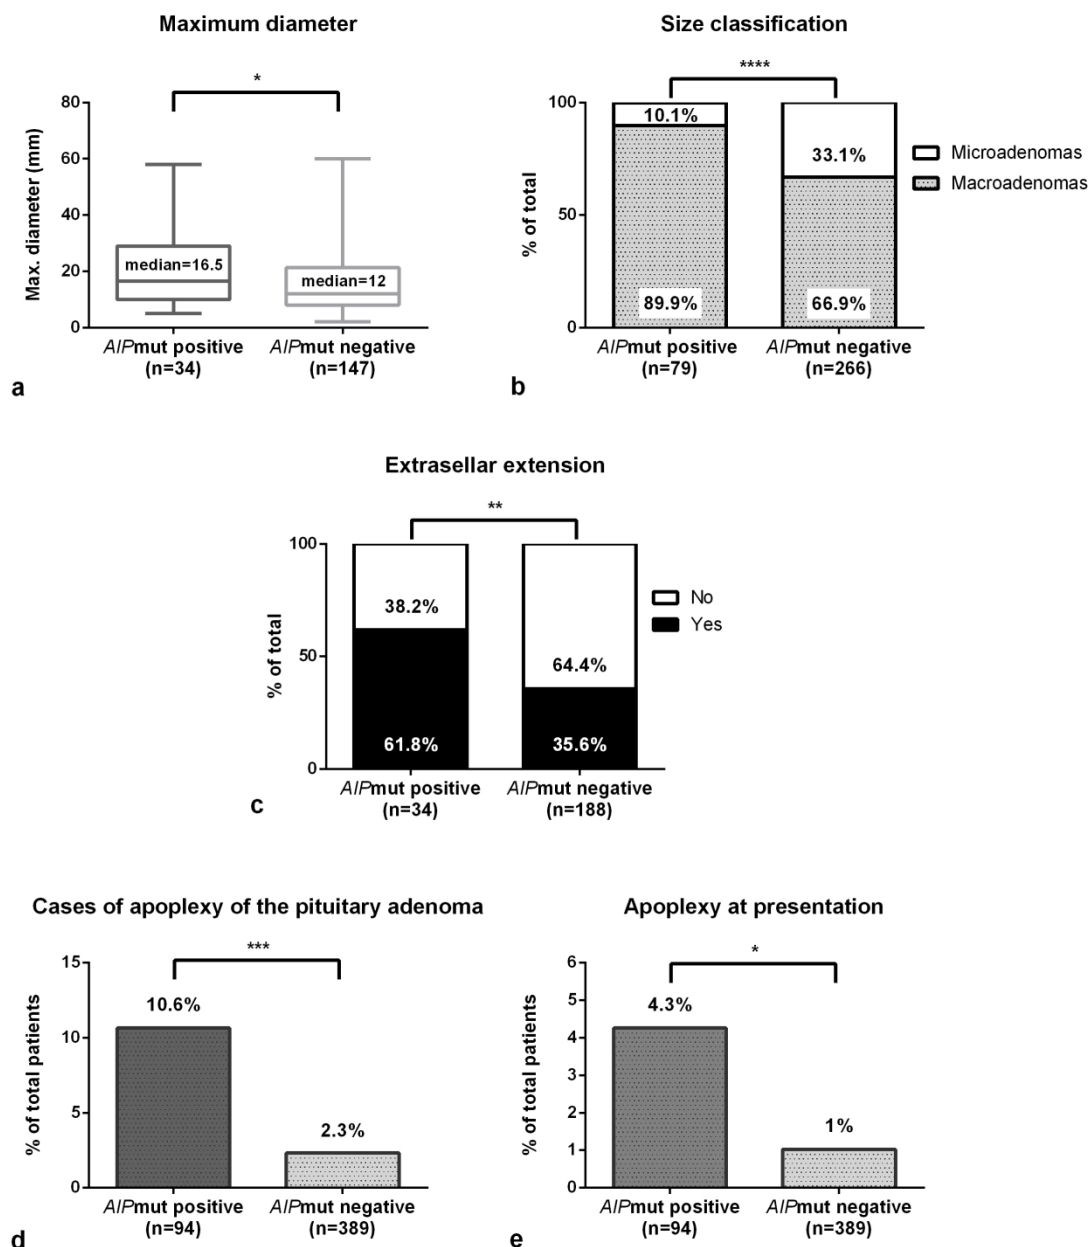 Maximum diameter
*
Max. diameter (mm)
80
60
40
20
0
median=16.5
median=12
AIPmut positive
(n=34)
AIPmut negative
(n=147)
a
Size classification
****
% of total
100
50
0
10.1%
89.9%
33.1%
66.9%
Microadenomas
Macroadenomas
AIPmut positive
(n=79)
AIPmut negative
(n=266)
b
Extrasellar extension
**
% of total
100
50
0
38.2%
61.8%
64.4%
35.6%
No
Yes
AIPmut positive
(n=34)
AIPmut negative
(n=188)
c
Cases of apoplexy of the pituitary adenoma
***
% of total patients
15
10
5
0
10.6%
2.3%
AIPmut positive
(n=94)
AIPmut negative
(n=389)
d
Apoplexy at presentation
*
% of total patients
6
5
4
3
2
1
0
4.3%
1%
AIPmut positive
(n=94)
AIPmut negative
(n=389)
e